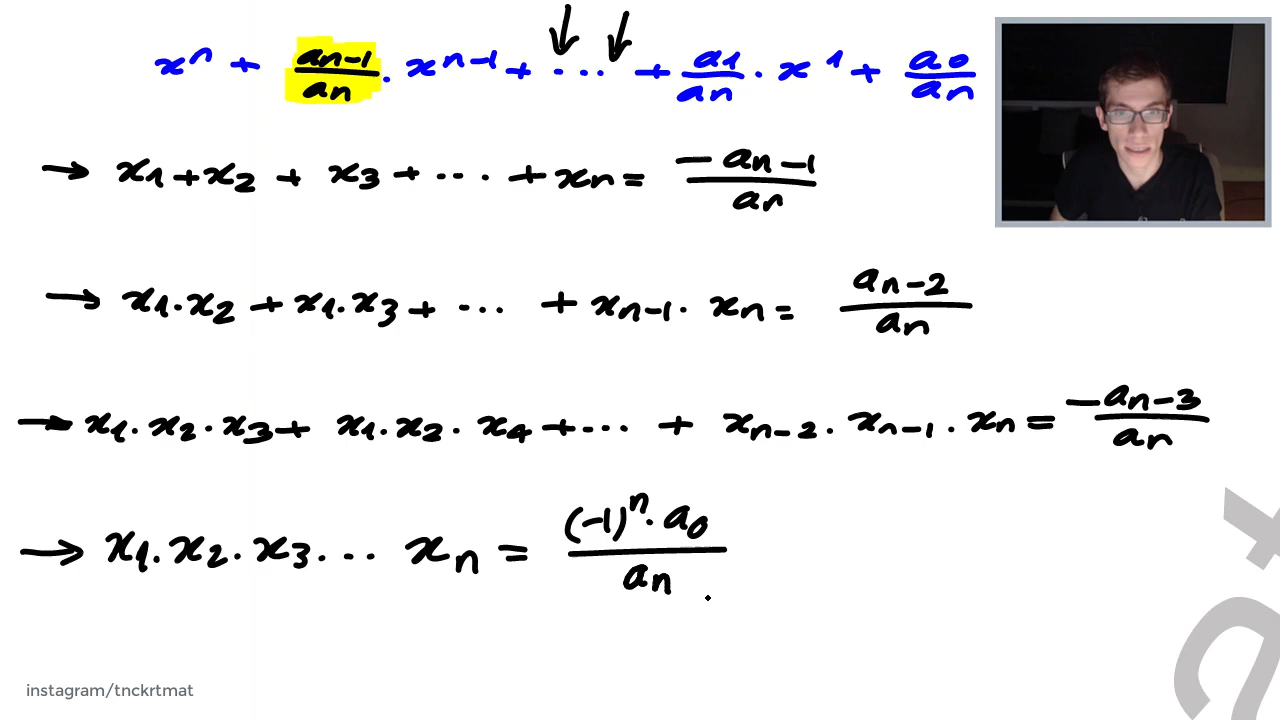 xⁿ + aₙ₋₁/aₙ · xⁿ⁻¹ + ... + a₁/aₙ · x¹ + a₀/aₙ
→ x₁ + x₂ + x₃ + ... + xₙ = -aₙ₋₁/aₙ
→ x₁·x₂ + x₁·x₃ + ... + xₙ₋₁·xₙ = aₙ₋₂/aₙ
→ x₁·x₂·x₃ + x₁·x₂·x₄ + ... + xₙ₋₂·xₙ₋₁·xₙ = -aₙ₋₃/aₙ
→ x₁·x₂·x₃·... xₙ = (-1)ⁿ·a₀/aₙ
instagram/tnckrtmat